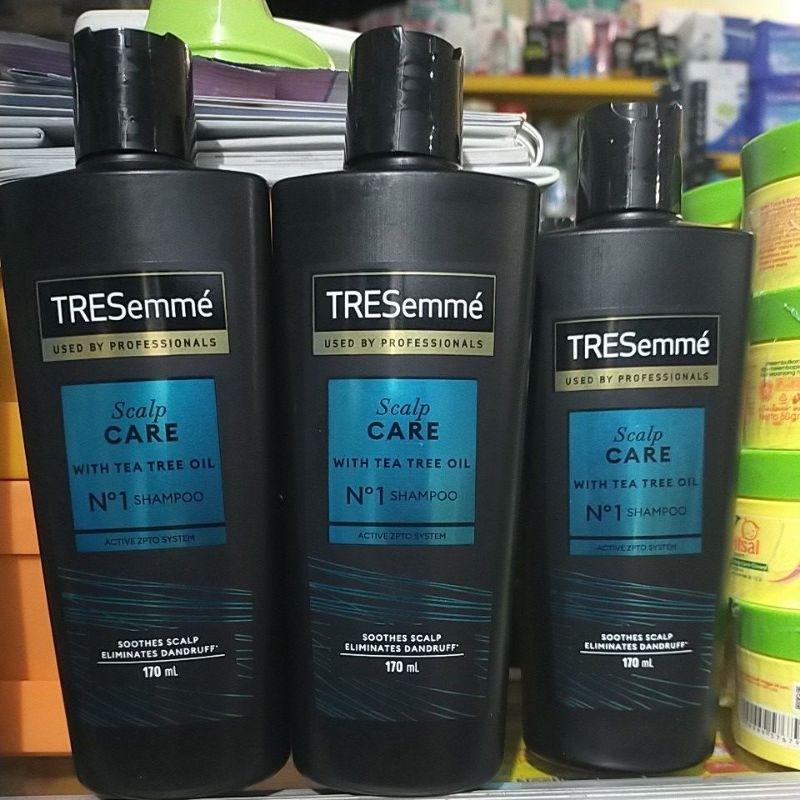 TRESemmé
USED BY PROFESSIONALS
Scalp
CARE
WITH TEA TREE OIL
Nº1 SHAMPOO
ACTIVE ZPTO SYSTEM
SOOTHES SCALP
ELIMINATES DANDRUFF*
170 mL
TRESemmé
USED BY PROFESSIONALS
Scalp
CARE
WITH TEA TREE OIL
Nº1 SHAMPOO
ACTIVE ZPTO SYSTEM
SOOTHES SCALP
ELIMINATES DANDRUFF*
170 mL
TRESemmé
USED BY PROFESSIONALS
Scalp
CARE
WITH TEA TREE OIL
Nº1 SHAMPOO
ACTIVE ZPTO SYSTEM
SOOTHES SCALP
ELIMINATES DANDRUFF*
170 mL